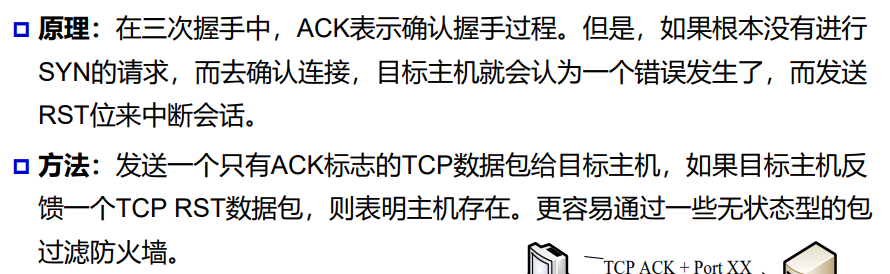 原理：在三次握手中，ACK表示确认握手过程。但是，如果根本没有进行
SYN的请求，而去确认连接，目标主机就会认为一个错误发生了，而发送
RST位来中断会话。
方法：发送一个只有ACK标志的TCP数据包给目标主机，如果目标主机反
馈一个TCP RST数据包，则表明主机存在。更容易通过一些无状态型的包
过滤防火墙。
TCP ACK + Port XX